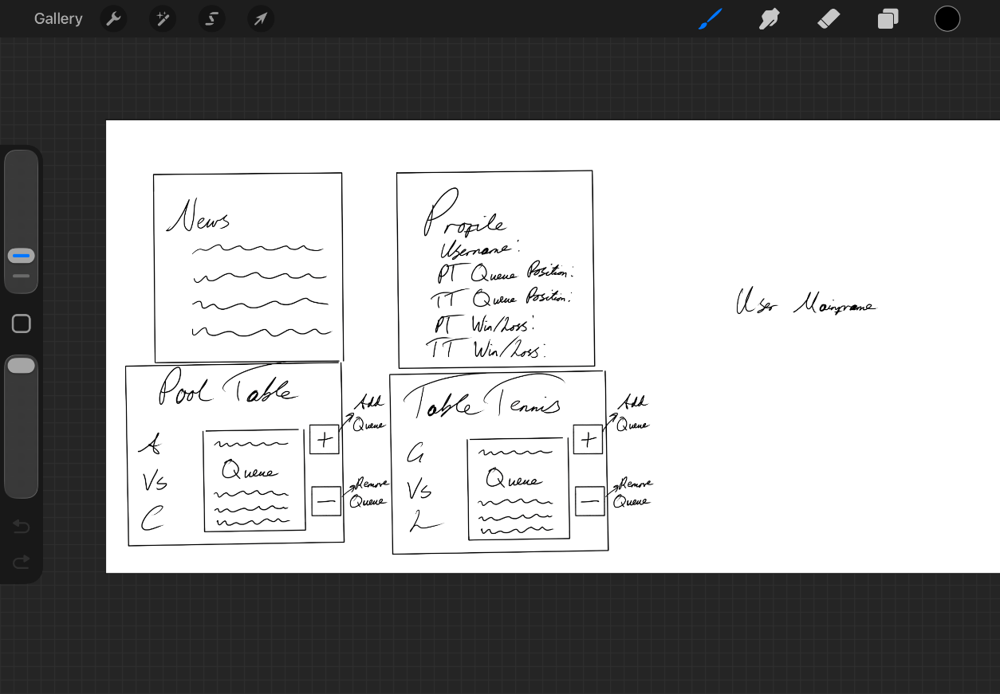 Gallery
News
Profile
Username:
PT Queue Position:
TT Queue Position:
PT Win/Loss:
TT Win/Loss:
User Mainframe
Pool Table
A
Vs
C
Queue
+
-
Add
Queue
Remove
Queue
Table Tennis
G
Vs
L
Queue
+
-
Add
Queue
Remove
Queue